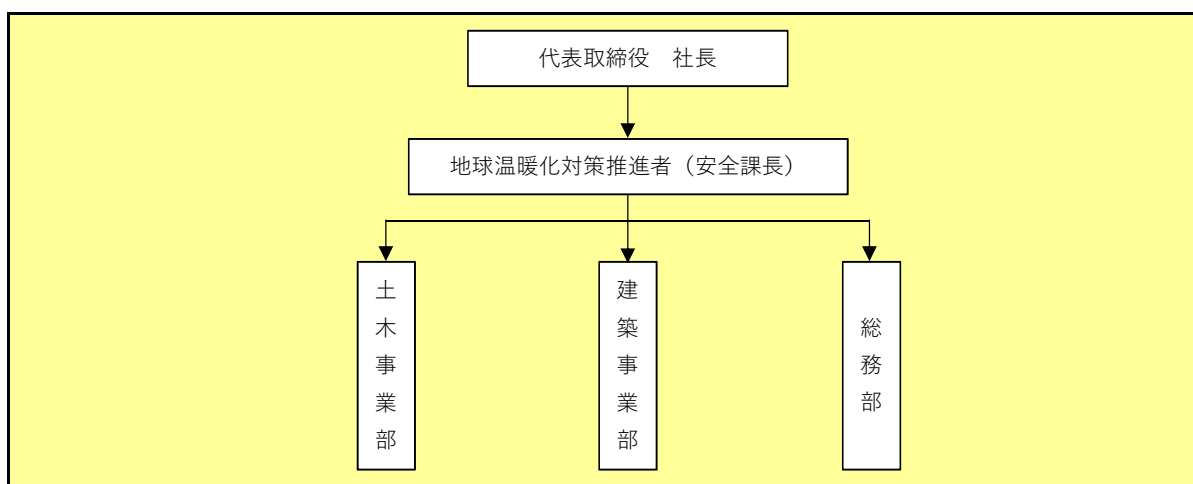 代表取締役　社長
地球温暖化対策推進者（安全課長）
土木事業部
建築事業部
総務部